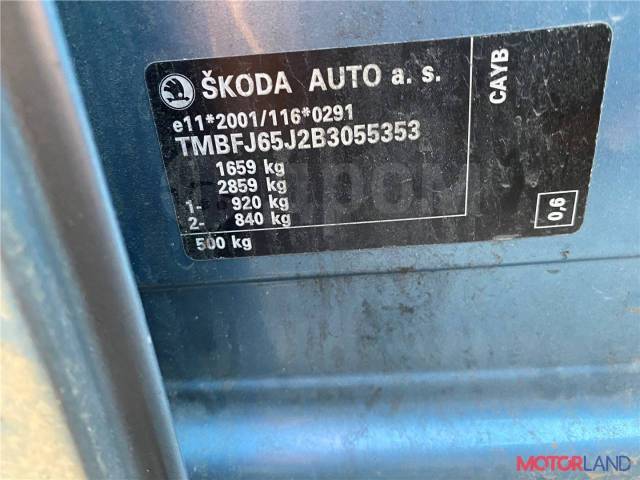 ŠKODA AUTO a. s.
e11*2001/116*0291
TMBFJ65J2B3055353
1659 kg
2859 kg
1- 920 kg
2- 840 kg
500 kg
CAYB
0,6
MOTORLAND